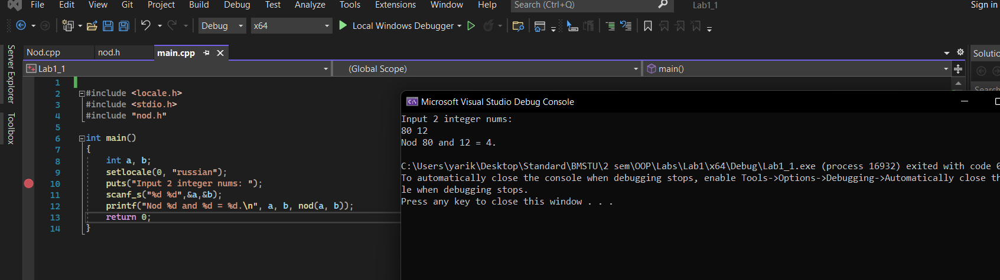 File Edit View Git Project Build Debug Test Analyze Tools Extensions Window Help Search (Ctrl+Q) Lab1_1 Sign in
Debug x64 Local Windows Debugger
Server Explorer
Toolbox
Nod.cpp nod.h main.cpp
Lab1_1 (Global Scope) main()
1
2 #include <locale.h>
3 #include <stdio.h>
4 #include "nod.h"
5
6 int main()
7 {
8 int a, b;
9 setlocale(0, "russian");
10 puts("Input 2 integer nums: ");
11 scanf_s("%d %d",&a,&b);
12 printf("Nod %d and %d = %d.\n", a, b, nod(a, b));
13 return 0;
14 }
Solutio
Search
Microsoft Visual Studio Debug Console
Input 2 integer nums:
80 12
Nod 80 and 12 = 4.
C:\Users\yarik\Desktop\Standard\BMSTU\2 sem\OOP\Labs\Lab1\x64\Debug\Lab1_1.exe (process 16932) exited with code 0
To automatically close the console when debugging stops, enable Tools->Options->Debugging->Automatically close th
le when debugging stops.
Press any key to close this window . . .